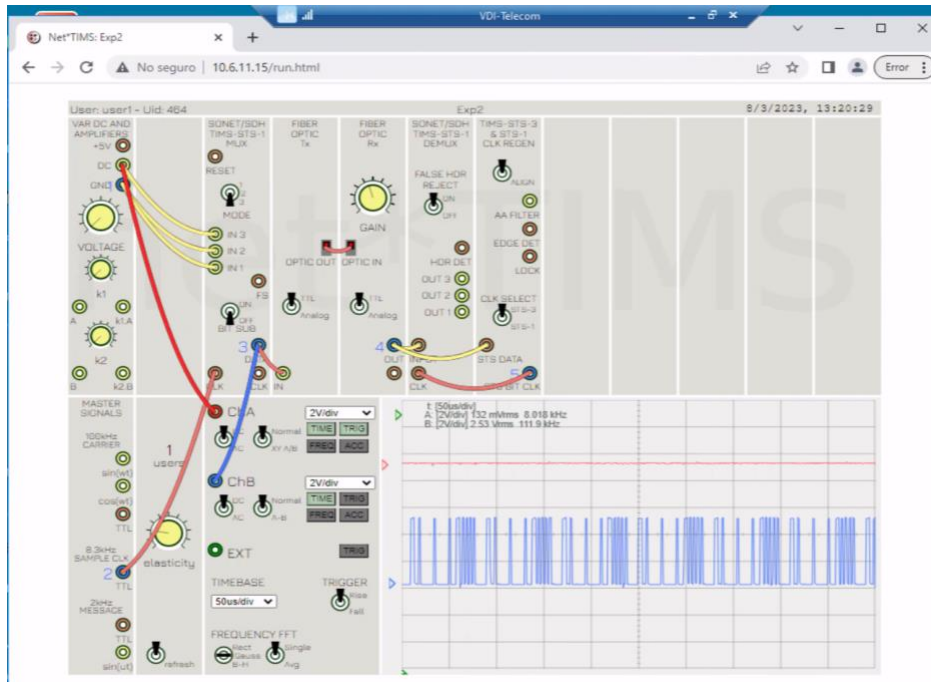 VDI-Telecom
Net*TIMS: Exp2
No seguro | 10.6.11.15/run.html
Error
User: user1 - Uid: 464
Exp2
8/3/2023, 13:20:29
VAR DC AND
AMPLIFIERS
+5V
DC
GND
1
VOLTAGE
k1
A
k1.A
k2
B
k2.B
SONET/SDH
TIMS-STS-1
MUX
RESET
1
2
3
MODE
IN 3
IN 2
IN 1
FS
ON
OFF
BIT SUB
3
CLK
CLK
FIBER
OPTIC
Tx
OPTIC OUT
TTL
Analog
IN
FIBER
OPTIC
Rx
GAIN
OPTIC IN
TTL
Analog
4
OUT
SONET/SDH
TIMS-STS-1
DEMUX
FALSE HDR
REJECT
ON
OFF
HDR DET
OUT 3
OUT 2
OUT 1
CLK
TIMS-STS-3
& STS-1
CLK REGEN
ALIGN
AA FILTER
EDGE DET
LOCK
CLK SELECT
STS-3
STS-1
STS DATA
5
BIT CLK
Net*TIMS
MASTER
SIGNALS
100kHz
CARRIER
sin(wt)
cos(wt)
TTL
8.3kHz
SAMPLE CLK
2
TTL
2kHz
MESSAGE
TTL
sin(ut)
1
users
elasticity
refresh
ChA
2V/div
DC
AC
Normal
XY A/B
TIME
TRIG
FREQ
ACC
ChB
2V/div
DC
AC
Normal
A-B
TIME
TRIG
FREQ
ACC
EXT
TRIG
TIMEBASE
50us/div
TRIGGER
Rise
Fall
FREQUENCY FFT
Rect
Gauss
B-H
Single
Avg
t: [50us/div]
A: [2V/div] 132 mVrms 8.018 kHz
B: [2V/div] 2.53 Vrms 111.9 kHz